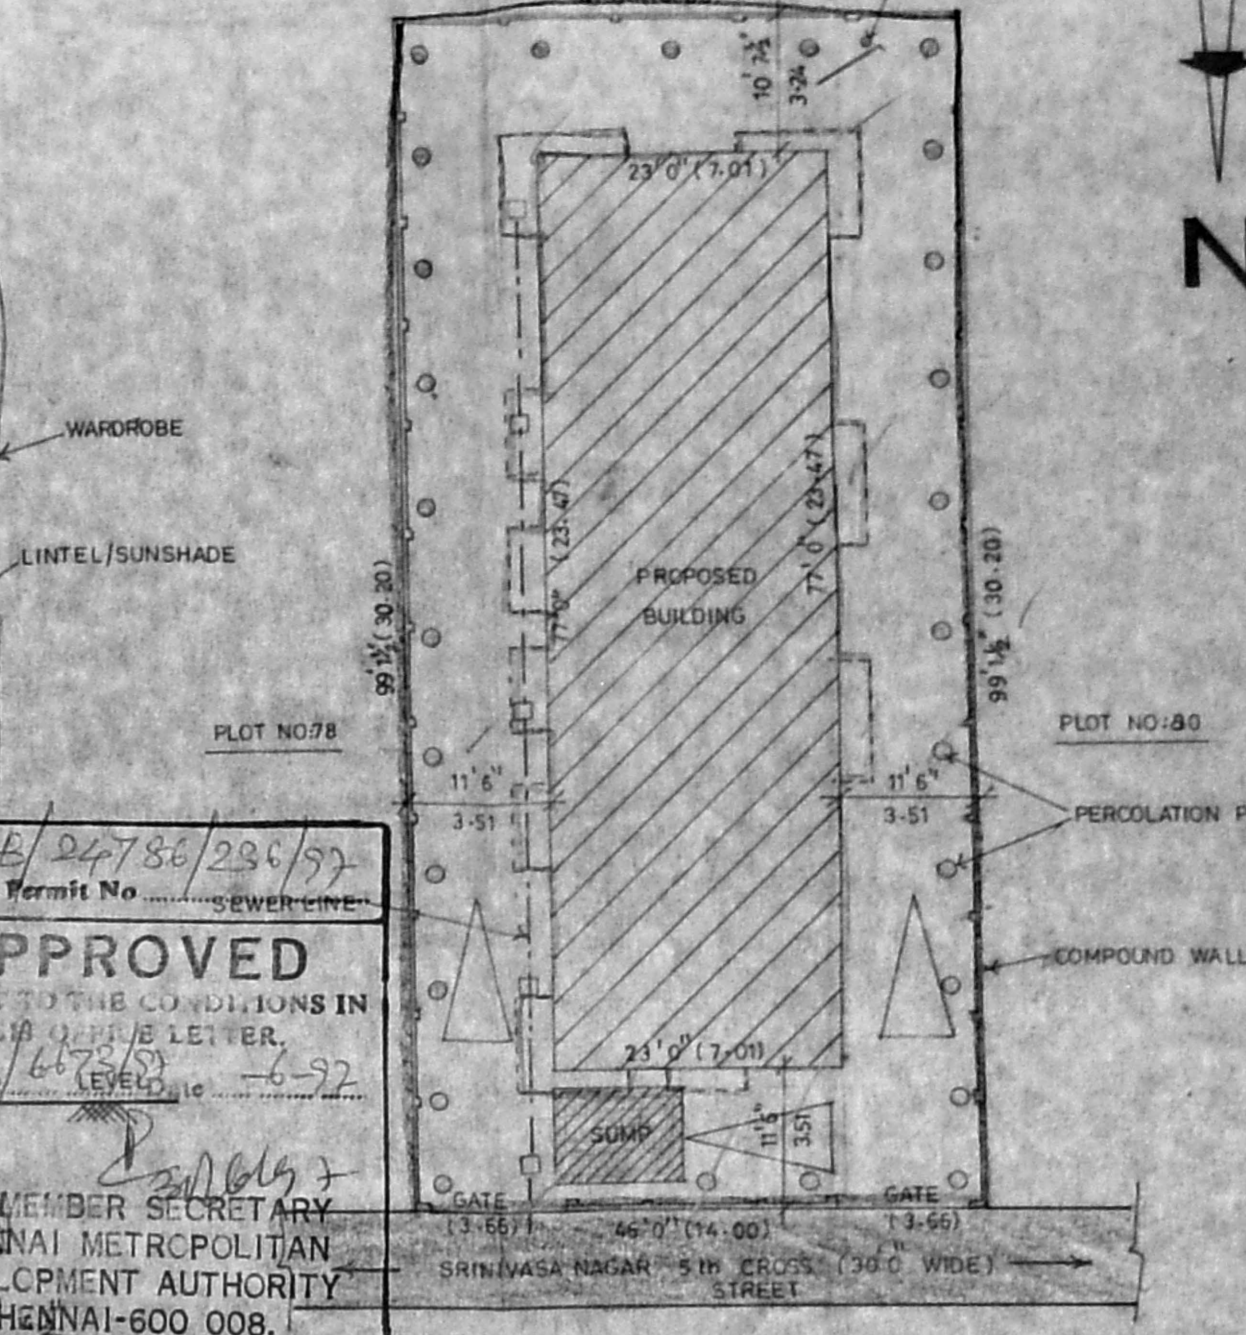 10' 7½"
3·24
23'0" (7·01)
N
WARDROBE
LINTEL/SUNSHADE
77'0" (23·47)
77'0" (23·47)
PROPOSED
BUILDING
99'1½" (30·20)
99'1½" (30·20)
PLOT NO:78
PLOT NO:80
11'6"
3·51
11'6"
3·51
PERCOLATION P
B/24786/236/97
Permit No
SEWER LINE
PPROVED
T TO THE CONDITIONS IN
OFFICE LETTER.
LEVEL
-6-97
COMPOUND WALL
23'0" (7·01)
SUMP
11'6"
3·51
MEMBER SECRETARY
NNAI METROPOLITAN
LOPMENT AUTHORITY
HENNAI-600 008.
GATE
(3·66)
46'0" (14·00)
GATE
(3·66)
SRINIVASA NAGAR 5th CROSS (30'0" WIDE)
STREET